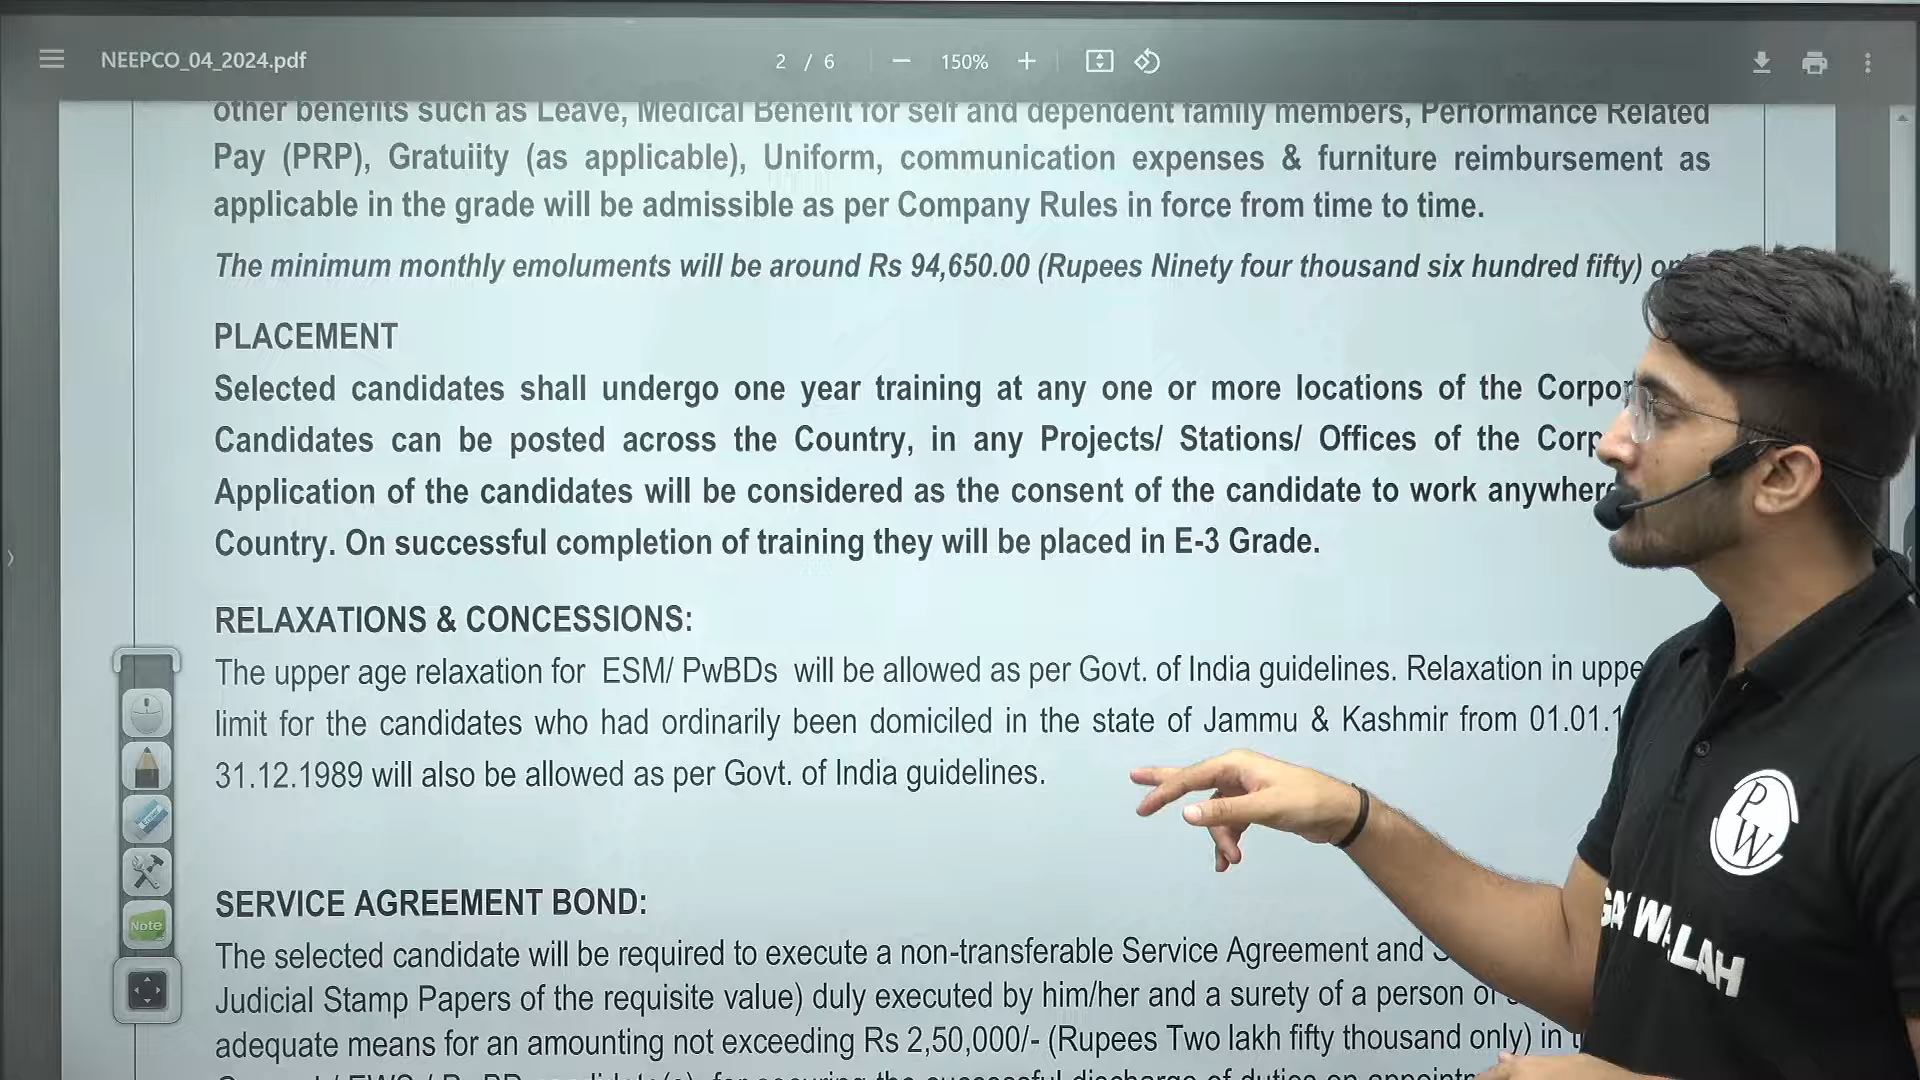 NEEPCO_04_2024.pdf
2 / 6
150%
other benefits such as Leave, Medical Benefit for self and dependent family members, Performance Related
Pay (PRP), Gratuiity (as applicable), Uniform, communication expenses & furniture reimbursement as
applicable in the grade will be admissible as per Company Rules in force from time to time.
The minimum monthly emoluments will be around Rs 94,650.00 (Rupees Ninety four thousand six hundred fifty)
PLACEMENT
Selected candidates shall undergo one year training at any one or more locations of the
Candidates can be posted across the Country, in any Projects/ Stations/ Offices of the
Application of the candidates will be considered as the consent of the candidate to work
Country. On successful completion of training they will be placed in E-3 Grade.
RELAXATIONS & CONCESSIONS:
The upper age relaxation for ESM/ PwBDs will be allowed as per Govt. of India guidelines. Relaxation in
limit for the candidates who had ordinarily been domiciled in the state of Jammu & Kashmir from
31.12.1989 will also be allowed as per Govt. of India guidelines.
SERVICE AGREEMENT BOND:
The selected candidate will be required to execute a non-transferable Service Agreement and
Judicial Stamp Papers of the requisite value) duly executed by him/her and a surety of a person
adequate means for an amounting not exceeding Rs 2,50,000/- (Rupees Two lakh fifty thousand only) in
Note
PW
WALLAH